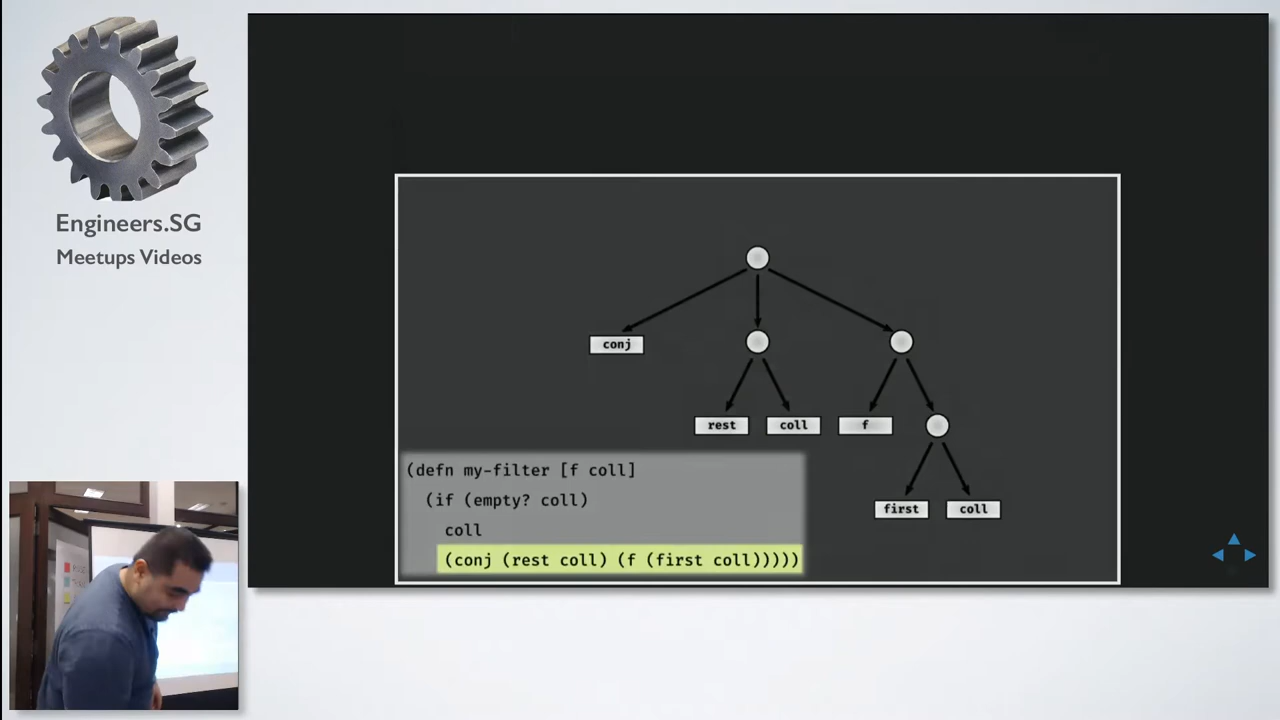 Engineers.SG
Meetups Videos
conj
rest
coll
f
first
coll
(defn my-filter [f coll]
(if (empty? coll)
coll
(conj (rest coll) (f (first coll)))))